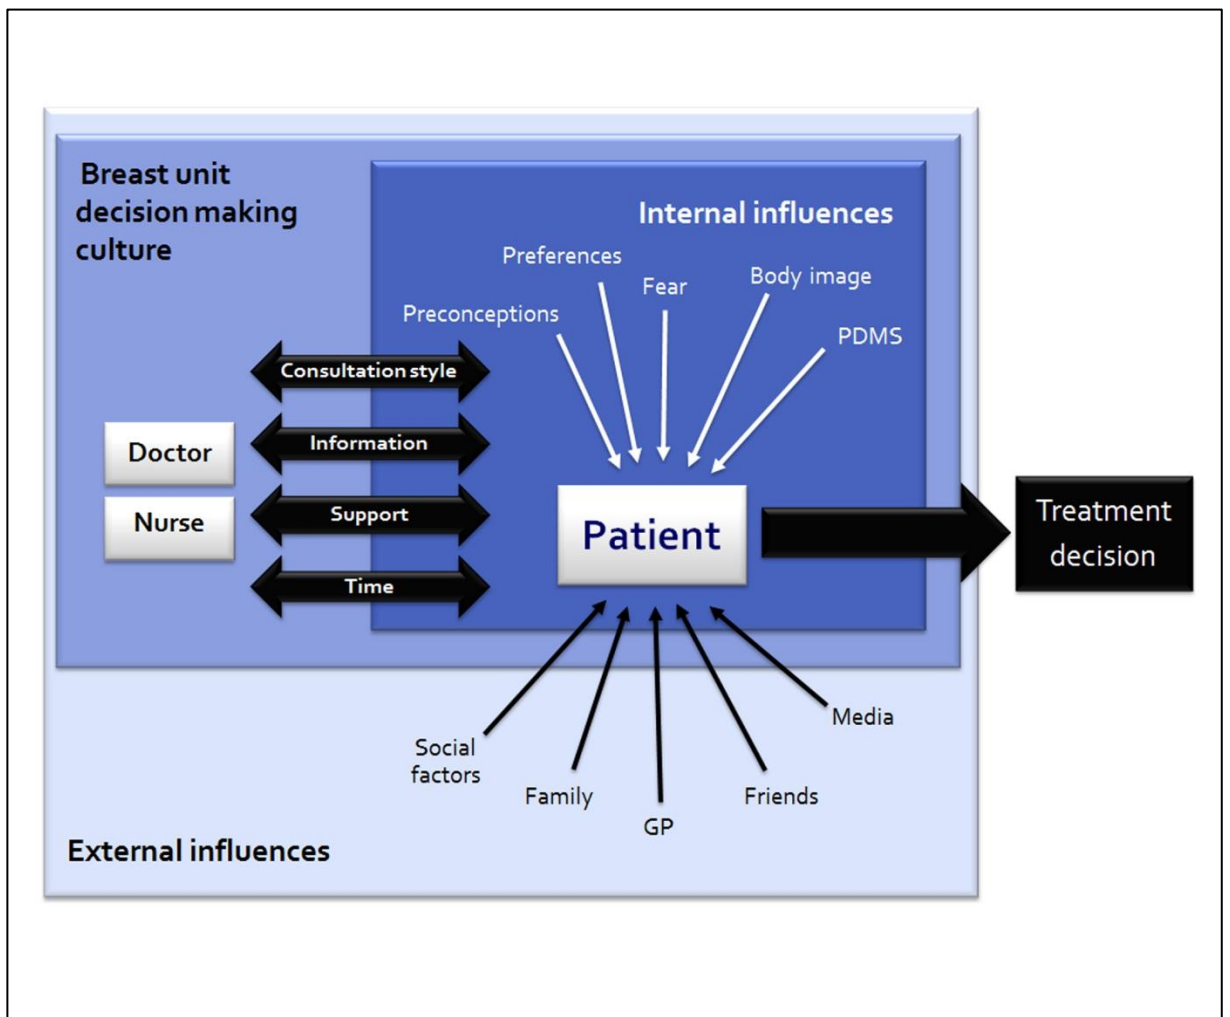 Breast unit
decision making
culture
Internal influences
Preferences
Fear
Body image
Preconceptions
PDMS
Consultation style
Information
Support
Time
Doctor
Nurse
Patient
Treatment
decision
Social
factors
Family
GP
Friends
Media
External influences